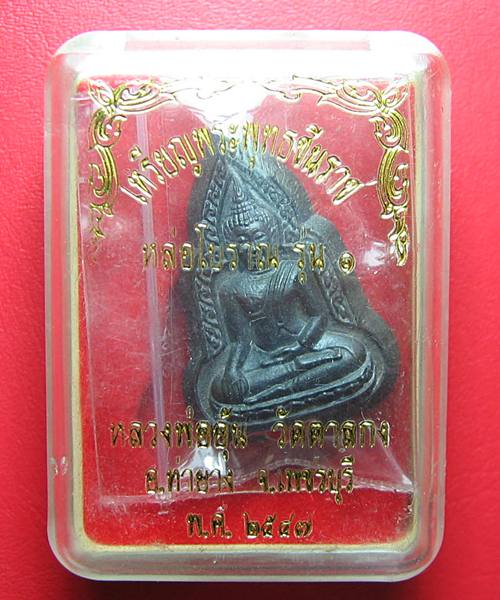 เหรียญพระพุทธชินราช
หล่อโบราณ รุ่น ๑
หลวงพ่ออุ้น วัดตาลกง
อ.ท่ายาง จ.เพชรบุรี
พ.ศ. ๒๕๔๗